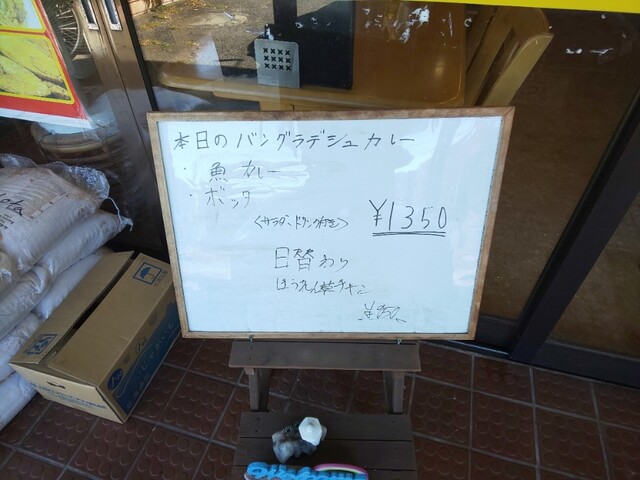 本日のバングラデシュカレー
・魚カレー
・ボッタ
〈サラダ、ドリンク付き〉
¥1350
日替わり
ほうれん草チキン